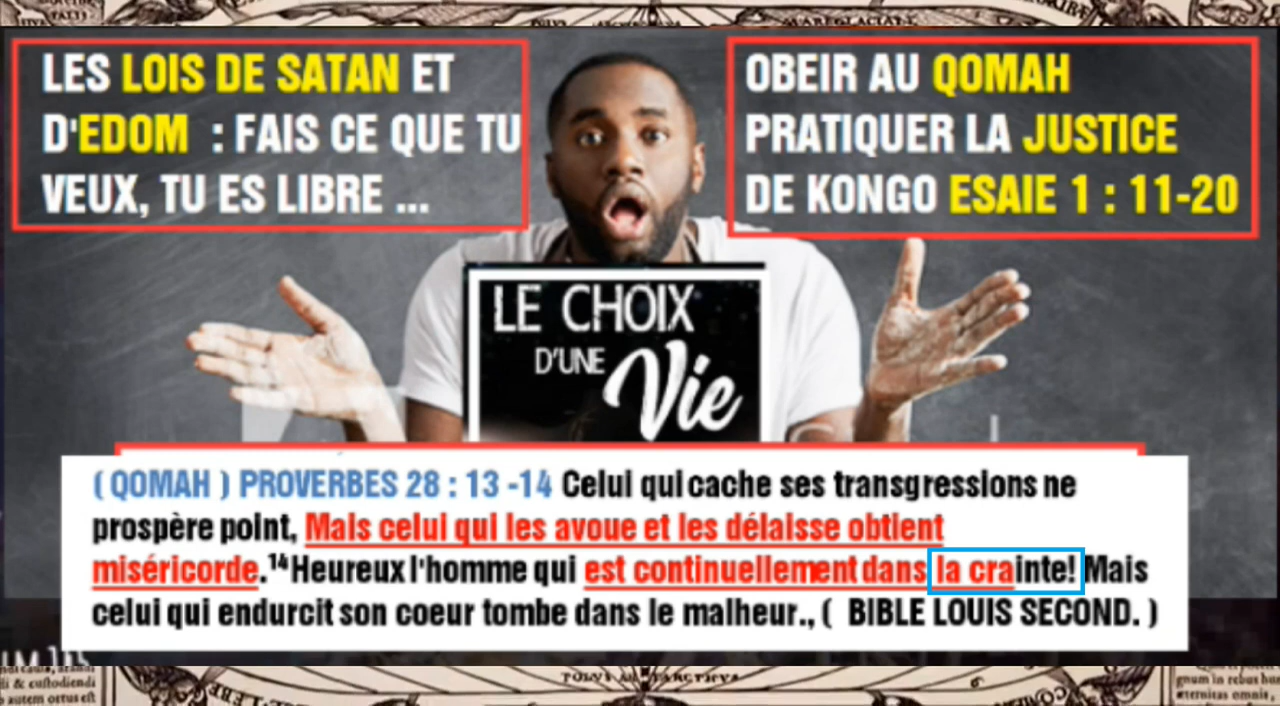 LES LOIS DE SATAN ET
D'EDOM : FAIS CE QUE TU
VEUX, TU ES LIBRE ...
OBEIR AU QOMAH
PRATIQUER LA JUSTICE
DE KONGO ESAIE 1 : 11-20
LE CHOIX
D'UNE
Vie
( QOMAH ) PROVERBES 28 : 13 -14 Celui qui cache ses transgressions ne
prospère point, Mais celui qui les avoue et les délaisse obtient
miséricorde.¹⁴Heureux l'homme qui est continuellement dans la crainte! Mais
celui qui endurcit son coeur tombe dans le malheur., ( BIBLE LOUIS SECOND. )